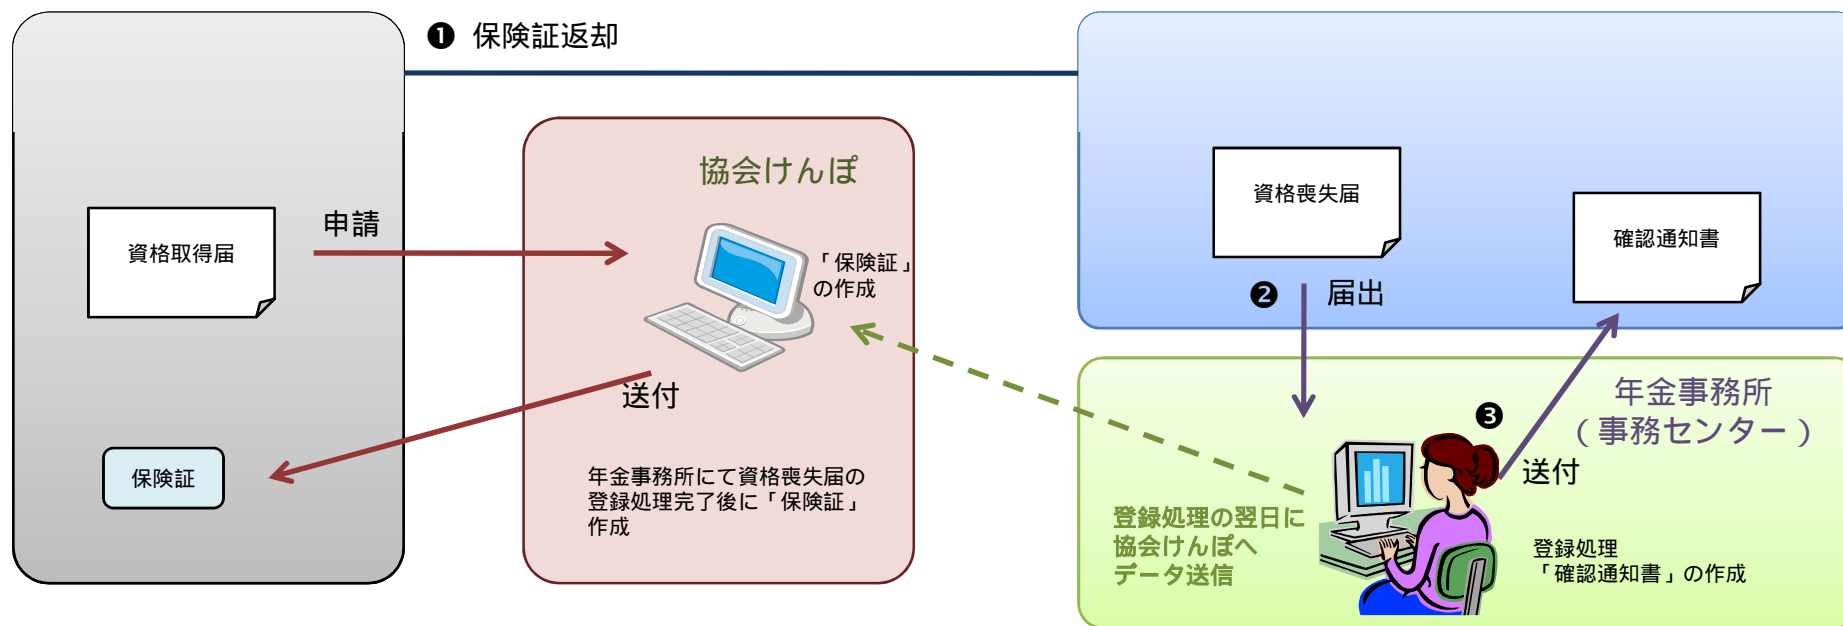 ❶ 保険証返却
協会けんぽ
資格取得届
申請
「保険証」
の作成
送付
保険証
年金事務所にて資格喪失届の
登録処理完了後に「保険証」
作成
資格喪失届
確認通知書
❷ 届出
年金事務所
(事務センター)
❸
送付
登録処理の翌日に
協会けんぽへ
データ送信
登録処理
「確認通知書」の作成